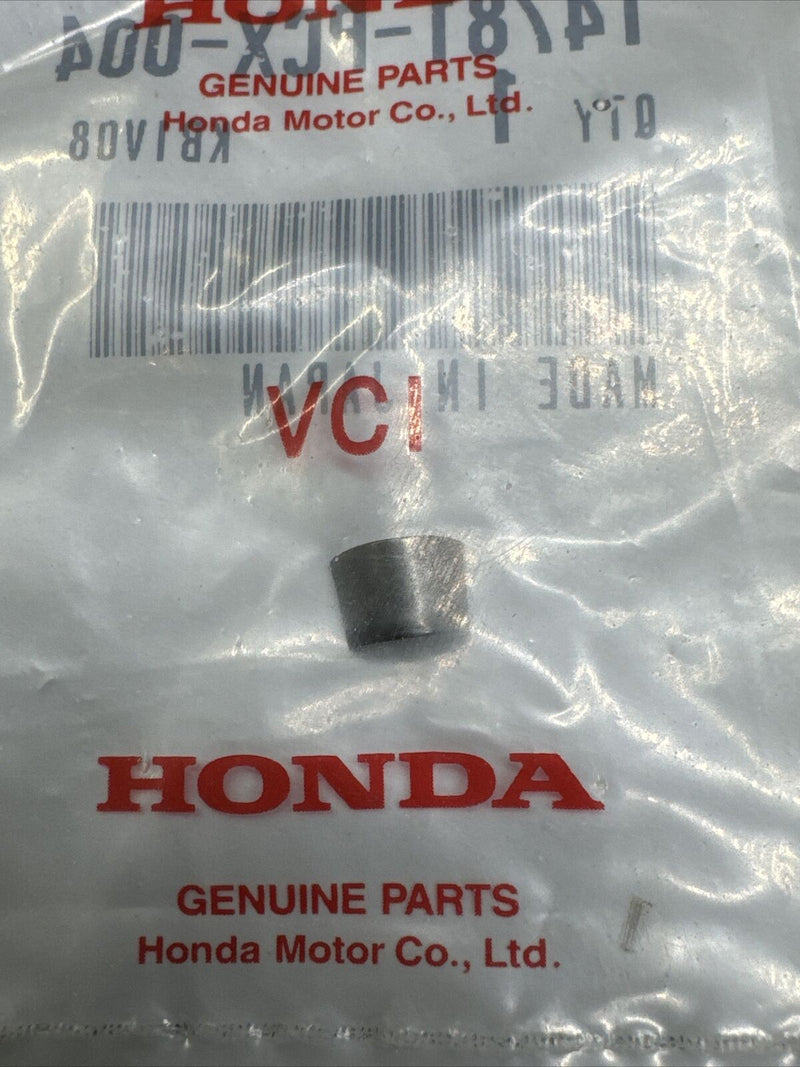 HONDA
14781-PCX-004
GENUINE PARTS
QTY 1
Honda Motor Co., Ltd.
KB1V08
MADE IN JAPAN
VCI
HONDA
GENUINE PARTS
Honda Motor Co., Ltd.